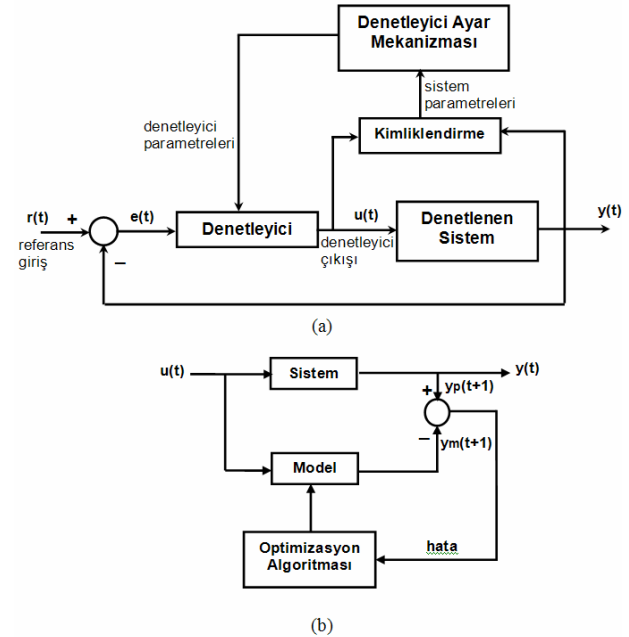 Denetleyici Ayar
Mekanizması
sistem
parametreleri
denetleyici
parametreleri
Kimliklendirme
r(t) +
e(t)
Denetleyici
u(t)
Denetlenen
Sistem
y(t)
referans
giriş
–
denetleyici
çıkışı
(a)
u(t)
Sistem
y(t)
+
yp(t+1)
–
ym(t+1)
Model
Optimizasyon
Algoritması
hata
(b)